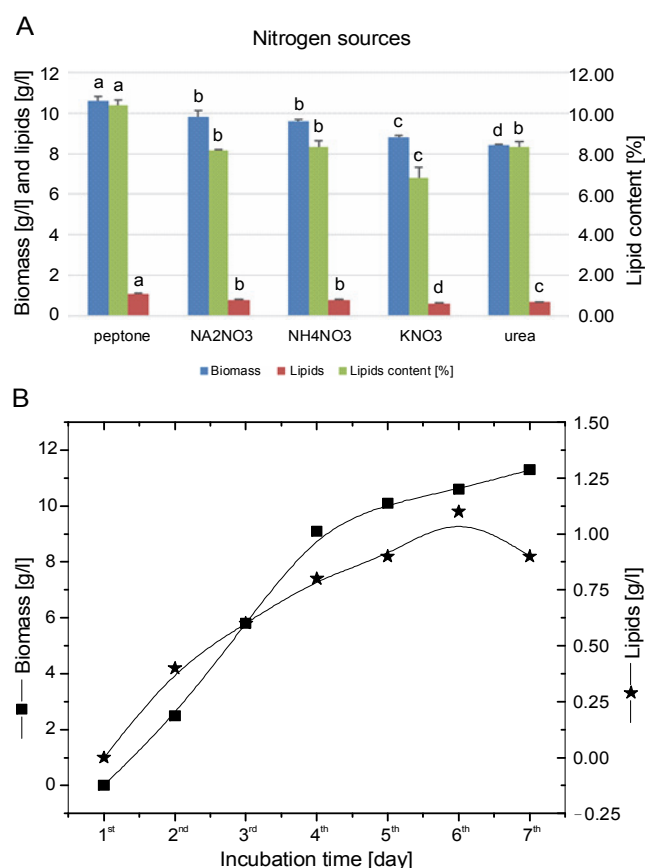 A
Nitrogen sources
Biomass [g/l] and lipids [g/l]
12
10
8
6
4
2
0
a a a
b b b
b b b
c c d
d b c
12.00
10.00
8.00
6.00
4.00
2.00
0.00
Lipid content [%]
peptone NA2NO3 NH4NO3 KNO3 urea
Biomass Lipids Lipids content [%]
B
Biomass [g/l]
12
10
8
6
4
2
0
1.50
1.25
1.00
0.75
0.50
0.25
0.00
−0.25
Lipids [g/l]
1st 2nd 3rd 4th 5th 6th 7th
Incubation time [day]